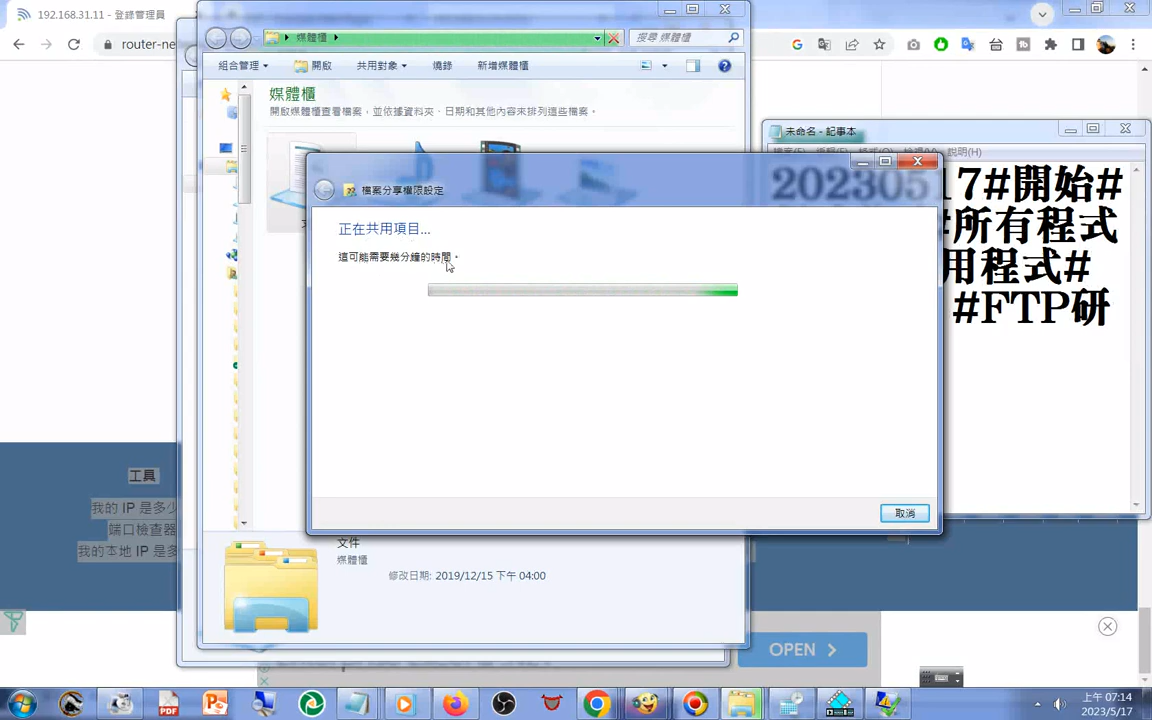 192.168.31.11 - 登錄管理員
router-ne
媒體櫃
搜尋 媒體櫃
組合管理
開啟
共用對象
燒錄
新增媒體櫃
媒體櫃
開啟媒體櫃查看檔案，並依據資料夾、日期和其他內容來排列這些檔案。
未命名 - 記事本
說明(H)
20230517#開始#
#所有程式
用程式#
#FTP研
檔案分享權限設定
正在共用項目...
這可能需要幾分鐘的時間。
取消
工具
我的 IP 是多少
端口檢查器
我的本地 IP 是多
文件
媒體櫃
修改日期: 2019/12/15 下午 04:00
OPEN
PDF
上午 07:14
2023/5/17